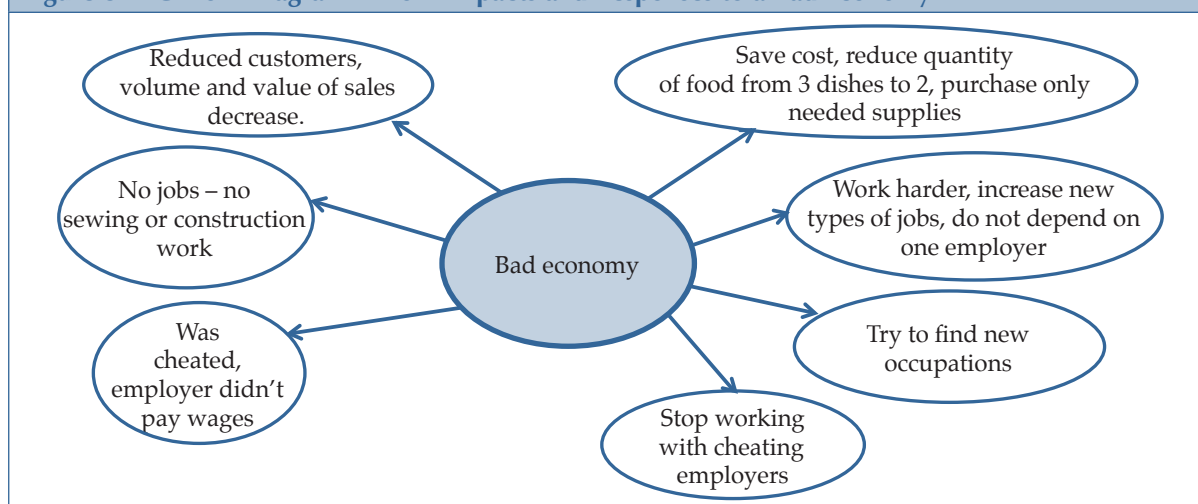 Reduced customers,
volume and value of sales
decrease.
Save cost, reduce quantity
of food from 3 dishes to 2, purchase only
needed supplies
No jobs – no
sewing or construction
work
Work harder, increase new
types of jobs, do not depend on
one employer
Bad economy
Was
cheated,
employer didn't
pay wages
Try to find new
occupations
Stop working
with cheating
employers